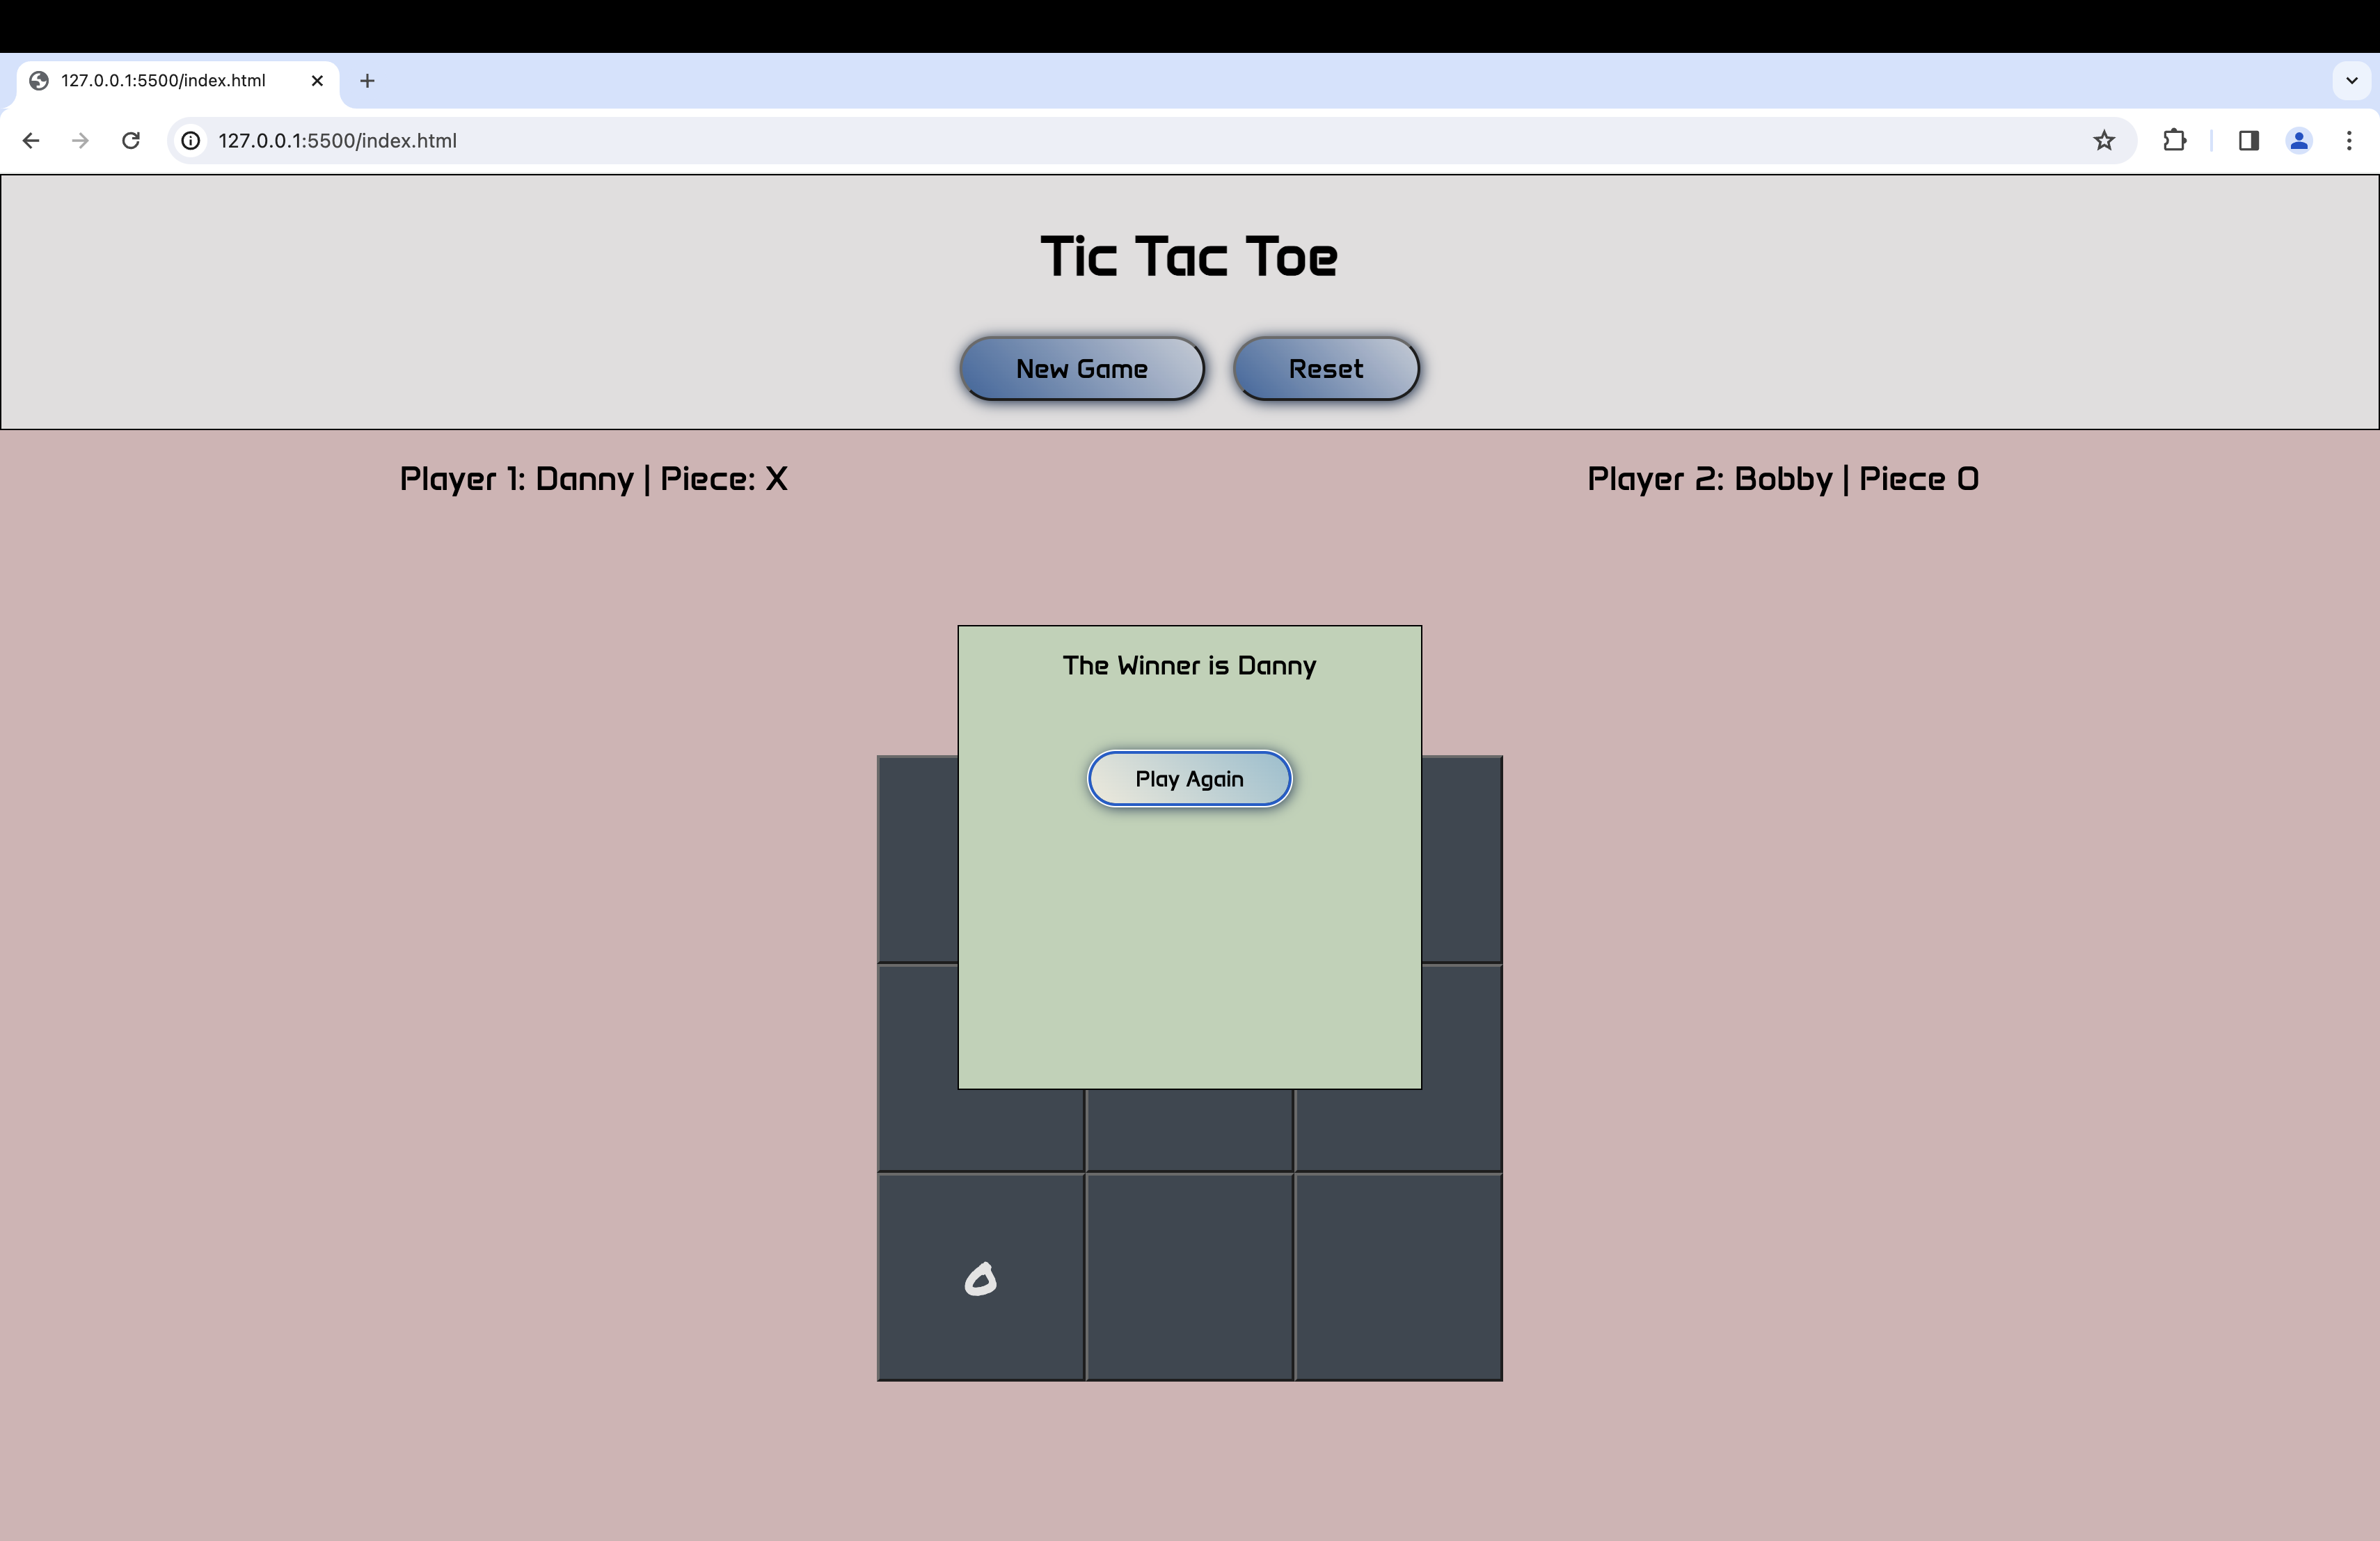 127.0.0.1:5500/index.html
127.0.0.1:5500/index.html
Tic Tac Toe
New Game Reset
Player 1: Danny | Piece: X Player 2: Bobby | Piece O
The Winner is Danny
Play Again
O